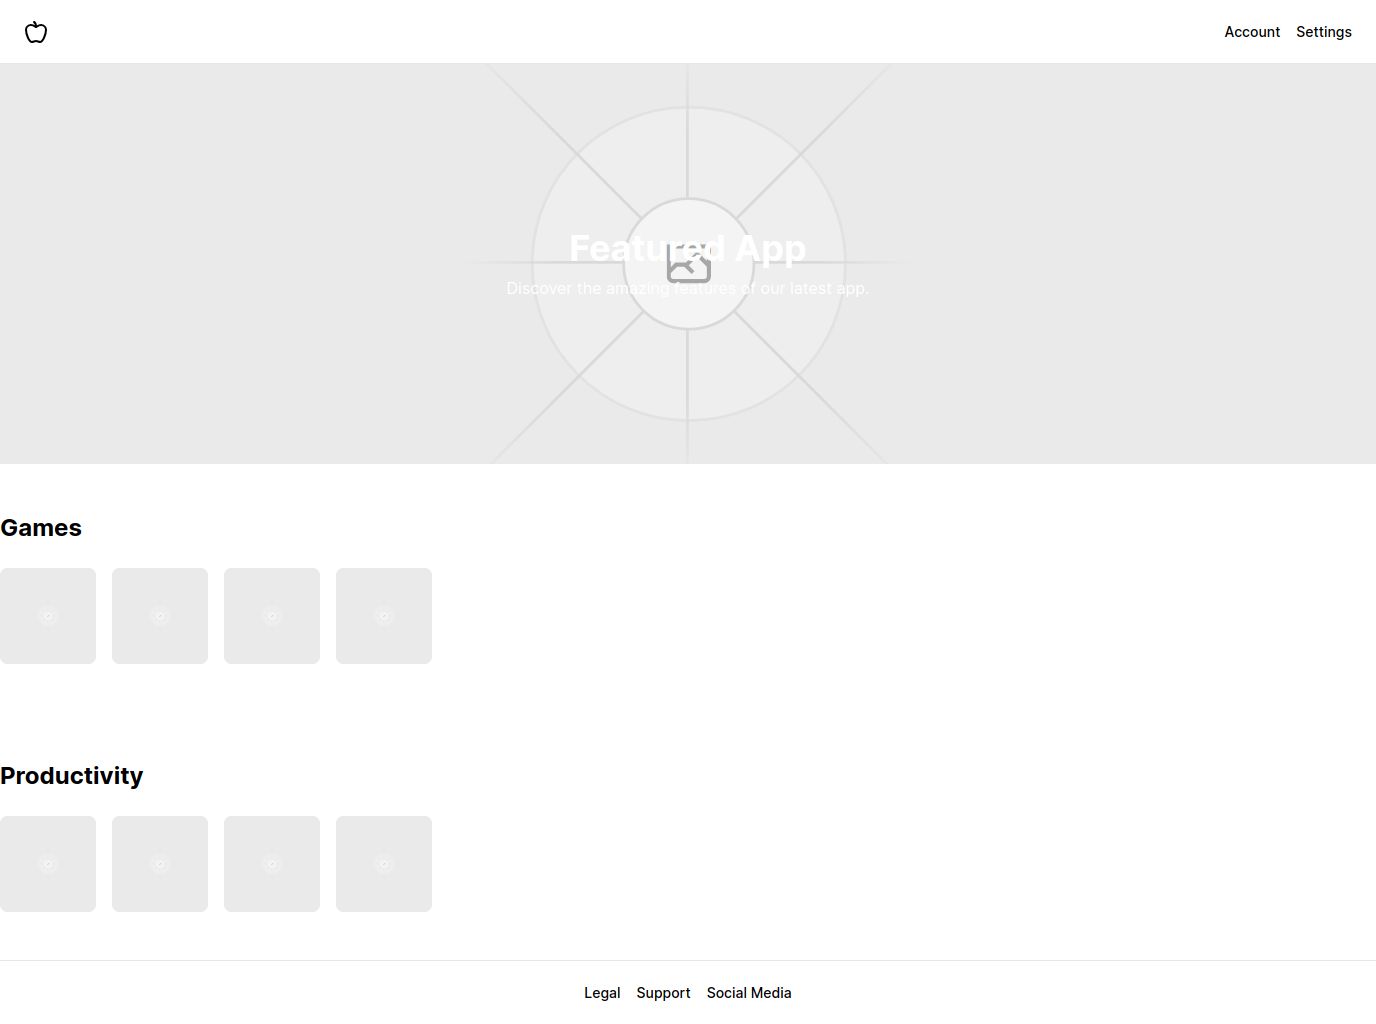 Account Settings
Featured App
Discover the amazing features of our latest app.
Games
Productivity
Legal Support Social Media